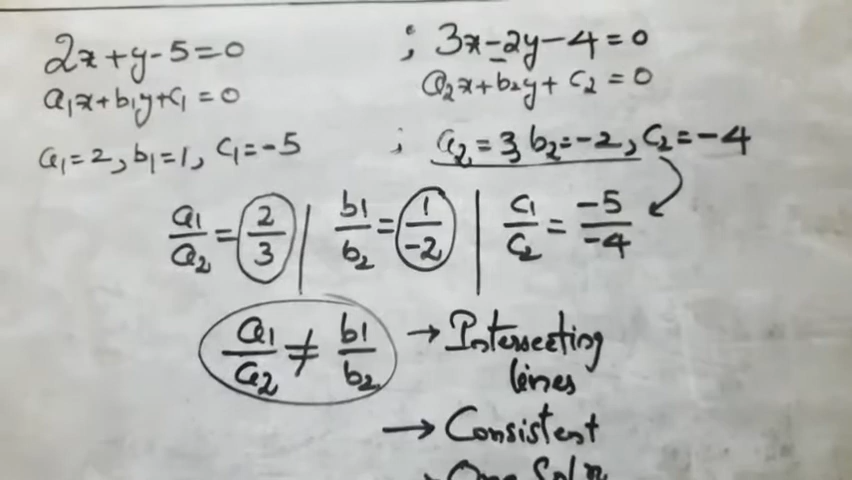 2x+y-5=0 ; 3x-2y-4=0
a₁x+b₁y+c₁=0 a₂x+b₂y+c₂=0
a₁=2, b₁=1, c₁=-5 ; a₂=3, b₂=-2, c₂=-4
a₁/a₂ = 2/3 | b₁/b₂ = 1/-2 | c₁/c₂ = -5/-4
a₁/a₂ ≠ b₁/b₂ → Intersecting
lines
→ Consistent
→ One Soln